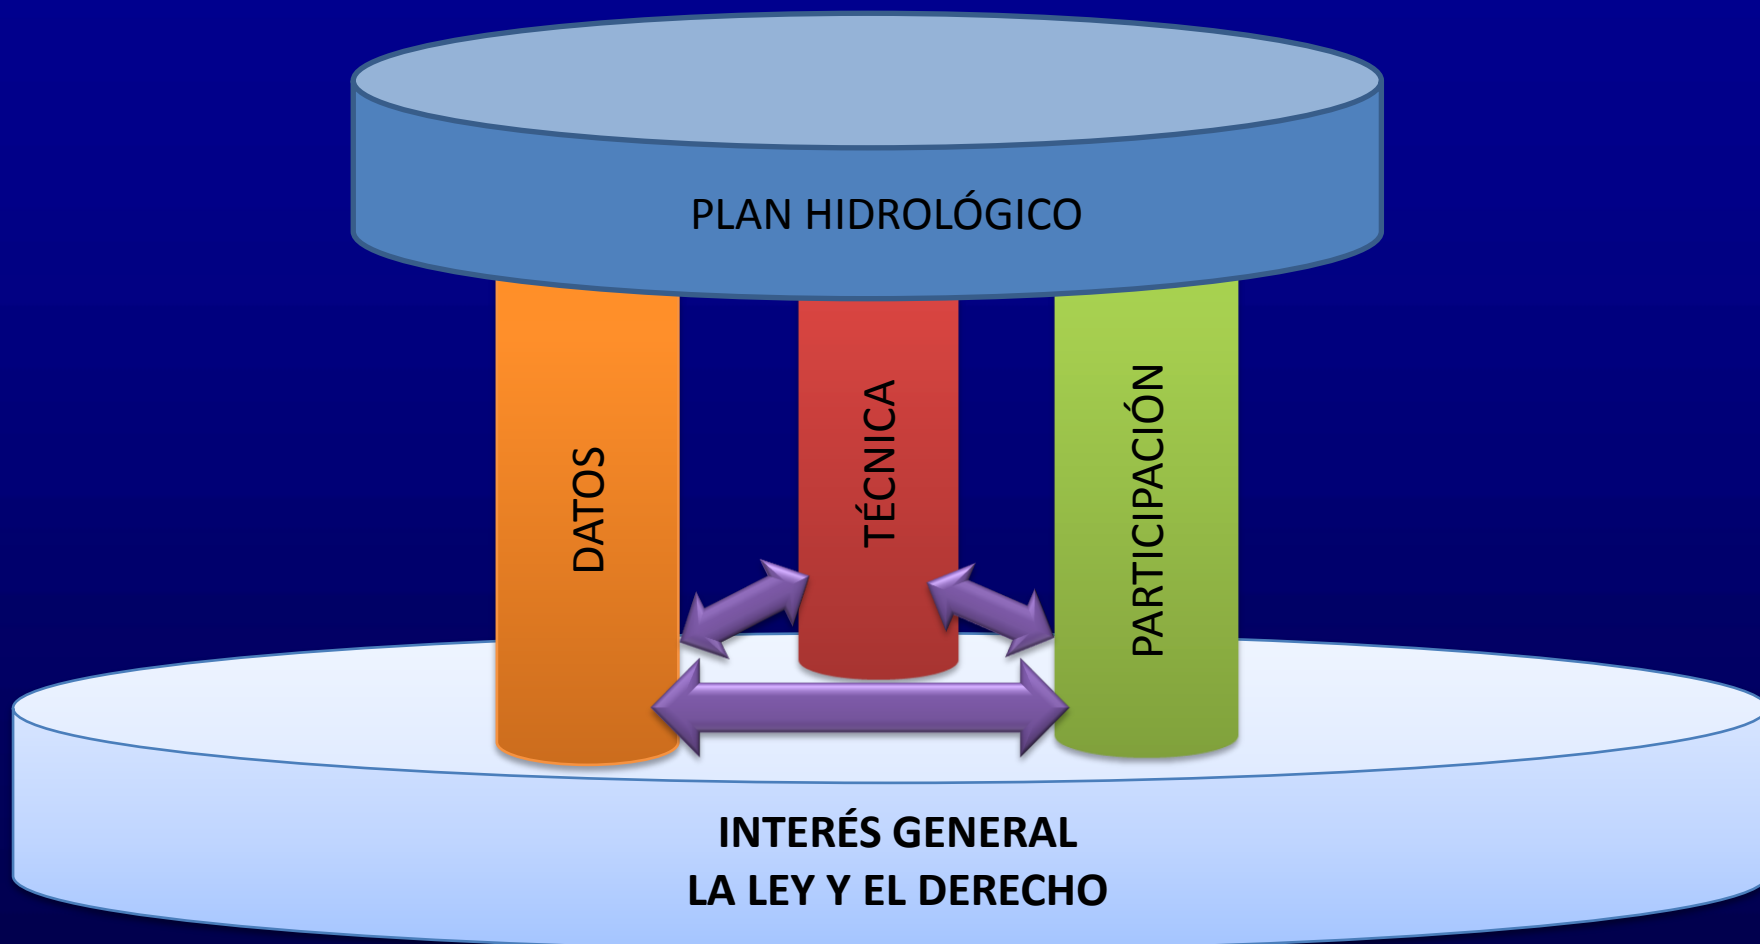 PLAN HIDROLÓGICO
DATOS
TÉCNICA
PARTICIPACIÓN
INTERÉS GENERAL
LA LEY Y EL DERECHO